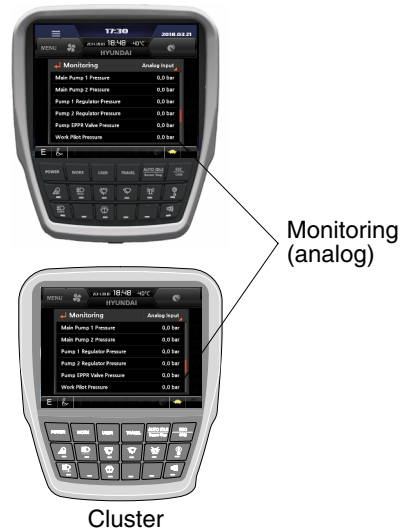 17:30
2018.03 21
MENU 18:48 40°C
HYUNDAI
Monitoring Analog Input
Main Pump 1 Pressure 0,0 bar
Main Pump 2 Pressure 0,0 bar
Pump 1 Regulator Pressure 0,0 bar
Pump 2 Regulator Pressure 0,0 bar
Pump EPPR Valve Pressure 0,0 bar
Work Pilot Pressure 0,0 bar
E
POWER WORK USER TRAVEL AUTO IDLE ESC
Monitoring
(analog)
MENU 18:48 40°C
HYUNDAI
Monitoring Analog Input
Main Pump 1 Pressure 0,0 bar
Main Pump 2 Pressure 0,0 bar
Pump 1 Regulator Pressure 0,0 bar
Pump 2 Regulator Pressure 0,0 bar
Pump EPPR Valve Pressure 0,0 bar
Work Pilot Pressure 0,0 bar
E
POWER WORK USER TRAVEL AUTO IDLE ESC
Cluster